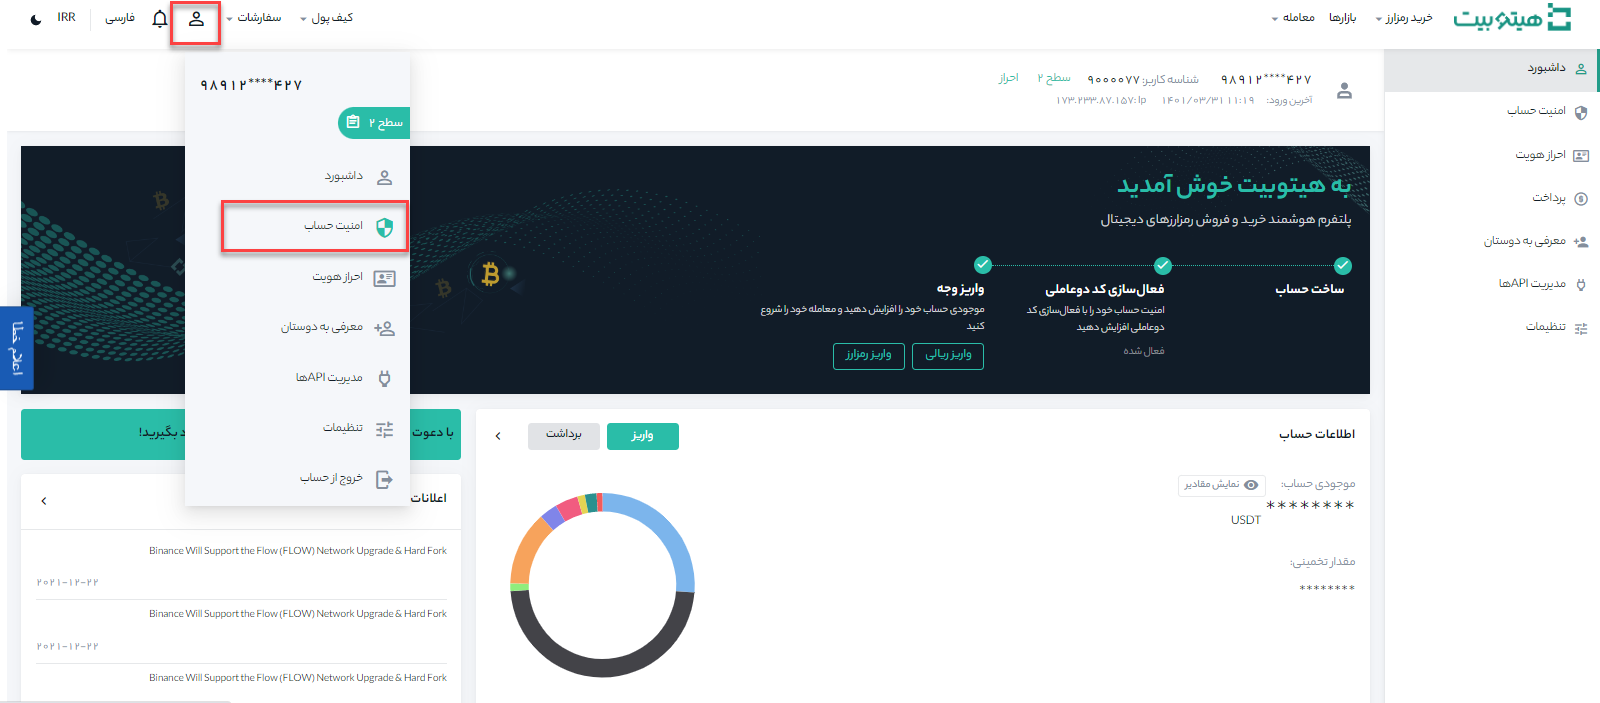 هیتوبیت
خرید رمزارز
بازارها
معامله
سفارشات
کیف پول
فارسی
IRR
داشبورد
امنیت حساب
احراز هویت
پرداخت
معرفی به دوستان
مدیریت APIها
تنظیمات
۹۸۹۱۲****۴۲۷
شناسه کاربر: ۹۰۰۰۰۷۷
سطح ۲
احراز
آخرین ورود: ۱۴۰۱/۰۳/۳۱ ۱۱:۱۹
Ip: ۱۷۳.۲۳۳.۸۷.۱۵۷
۹۸۹۱۲****۴۲۷
سطح ۲
داشبورد
امنیت حساب
احراز هویت
معرفی به دوستان
مدیریت APIها
تنظیمات
خروج از حساب
به هیتوبیت خوش آمدید
پلتفرم هوشمند خرید و فروش رمزارزهای دیجیتال
ساخت حساب
فعال‌سازی کد دوعاملی
امنیت حساب خود را با فعال‌سازی کد
دوعاملی افزایش دهید
فعال شده
واریز وجه
موجودی حساب خود را افزایش دهید و معامله خود را شروع
کنید
واریز ریالی
واریز رمزارز
اعلام خطا
اطلاعات حساب
واریز
برداشت
موجودی حساب:
نمایش مقادیر
********
USDT
مقدار تخمینی:
********
با دعوت
د بگیرید!
اعلانات
Binance Will Support the Flow (FLOW) Network Upgrade & Hard Fork
۲۰۲۱-۱۲-۲۲
Binance Will Support the Flow (FLOW) Network Upgrade & Hard Fork
۲۰۲۱-۱۲-۲۲
Binance Will Support the Flow (FLOW) Network Upgrade & Hard Fork